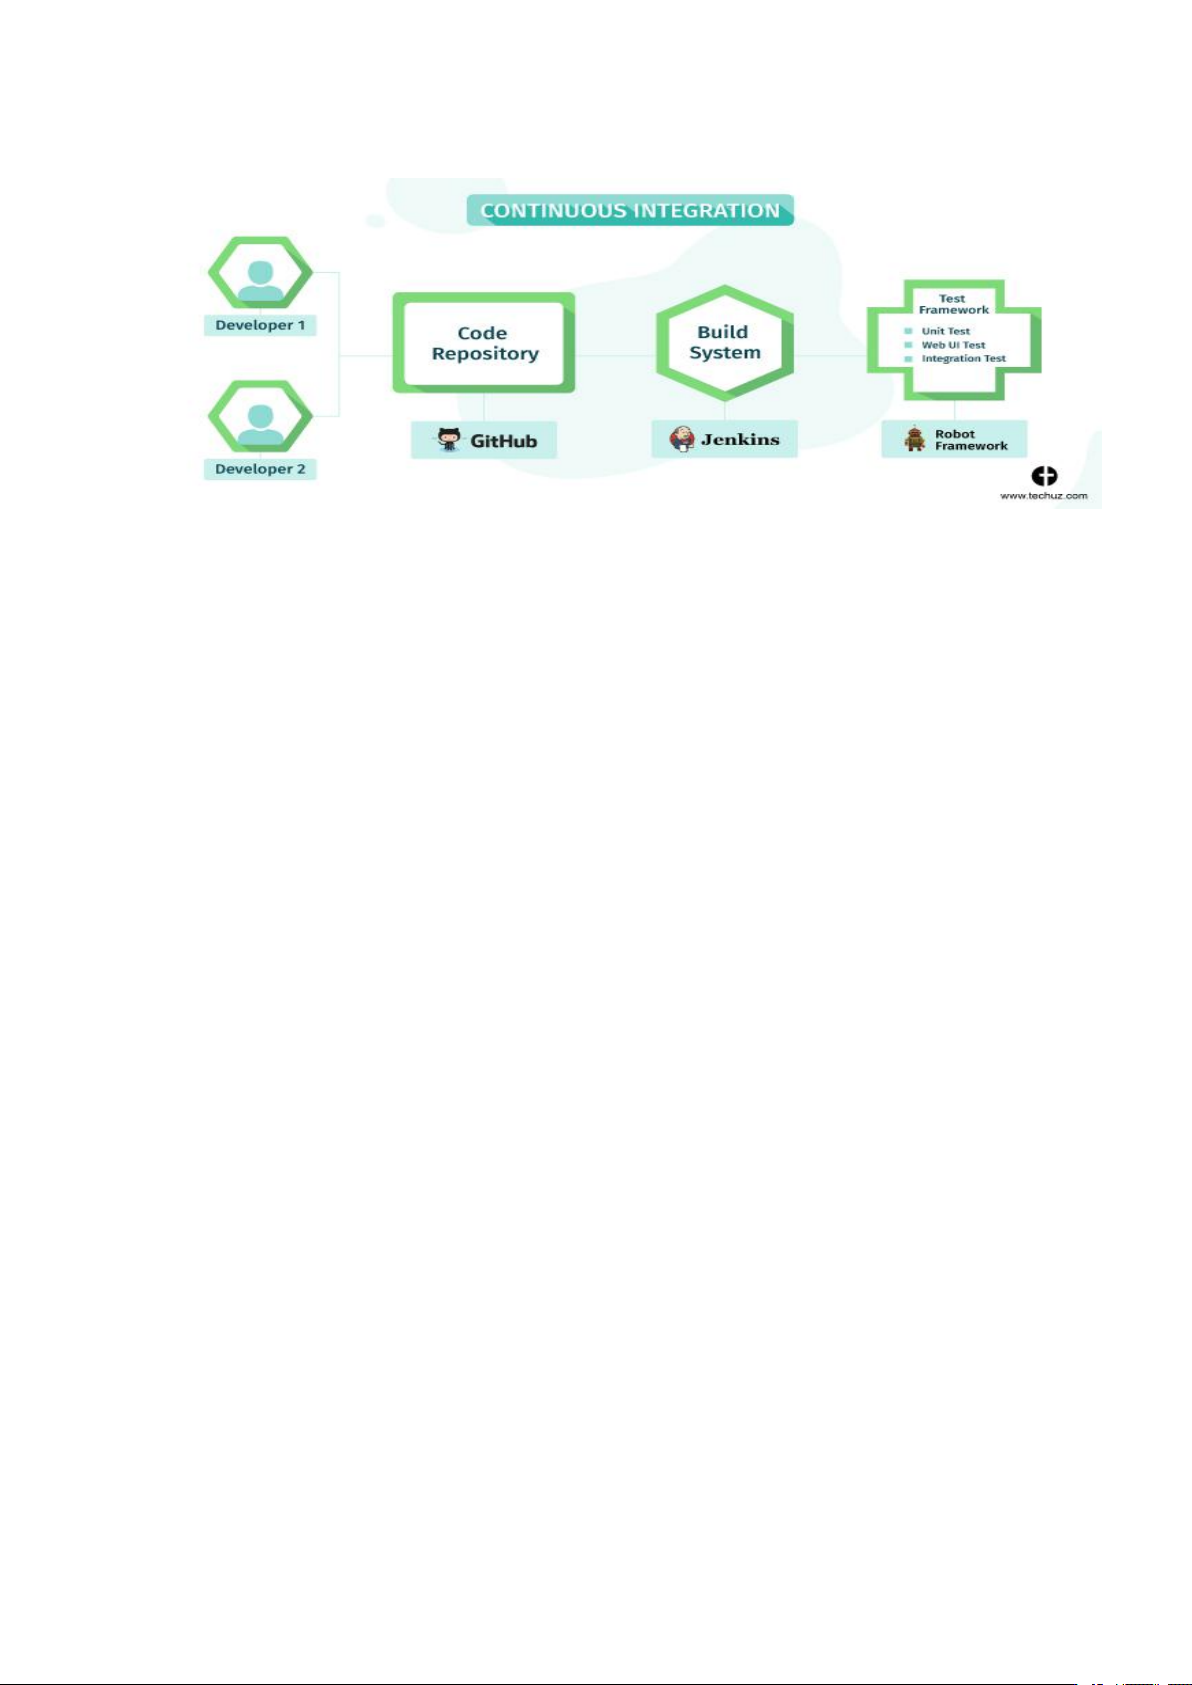 CONTINUOUS INTEGRATION
Developer 1
Developer 2
Code
Repository
GitHub
Build
System
Jenkins
Test
Framework
Unit Test
Web UI Test
Integration Test
Robot
Framework
www.techuz.com